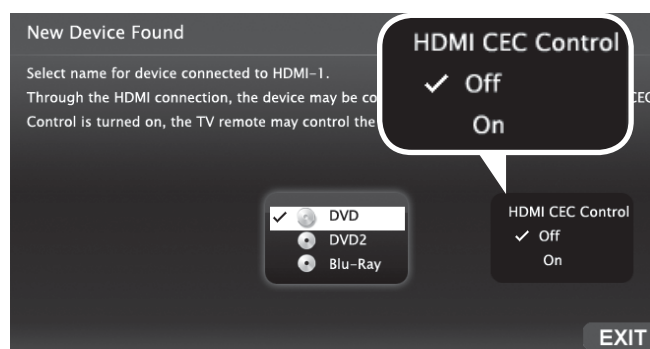 New Device Found
Select name for device connected to HDMI-1.
Through the HDMI connection, the device may be
Control is turned on, the TV remote may control the
HDMI CEC Control
✓ Off
On
✓ DVD
DVD2
Blu-Ray
HDMI CEC Control
✓ Off
On
EXIT